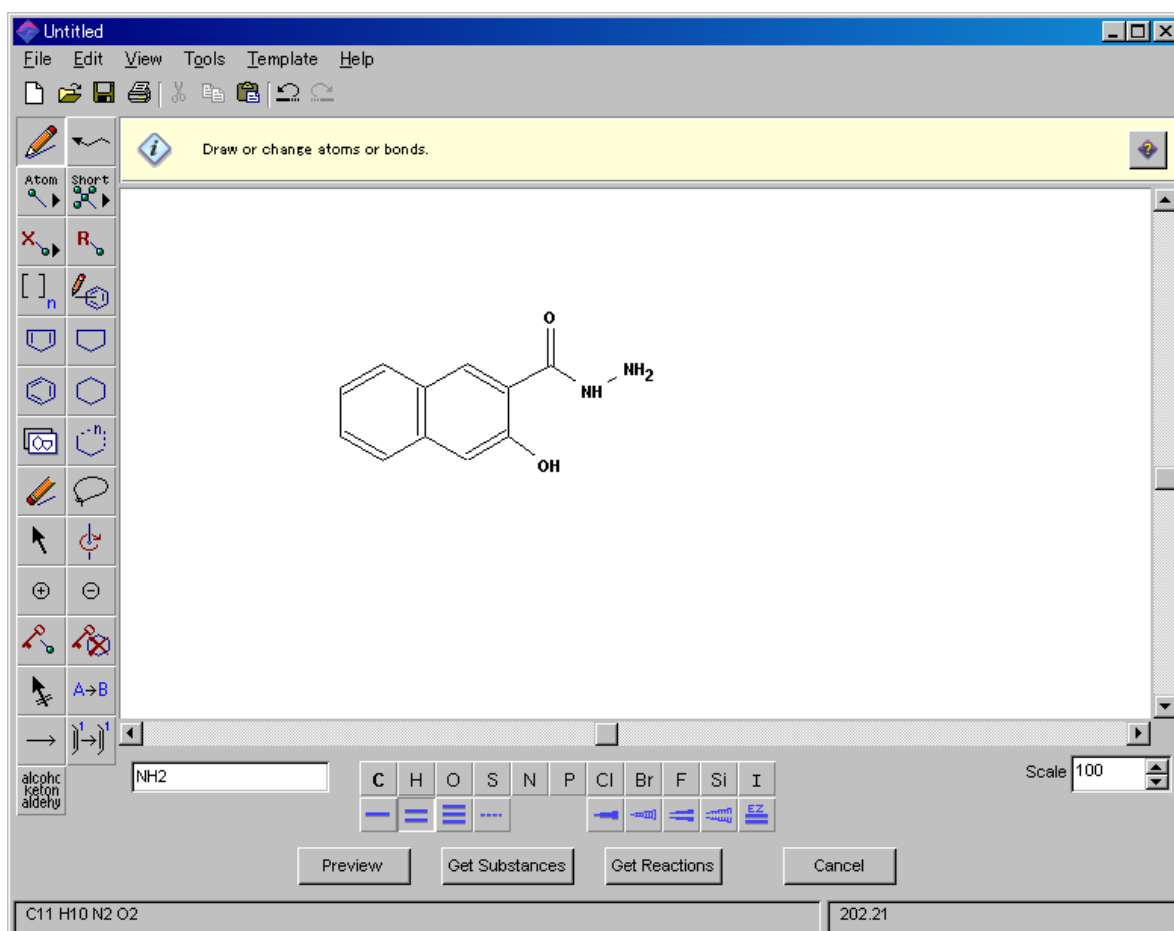 Untitled
File Edit View Tools Template Help
Draw or change atoms or bonds.
Atom Short
X R
[ ]n
n
O
NH2
NH
OH
A→B
1 1
alcohc
keton
aldehy
NH2
C H O S N P Cl Br F Si I
EZ
Scale 100
Preview Get Substances Get Reactions Cancel
C11 H10 N2 O2 202.21